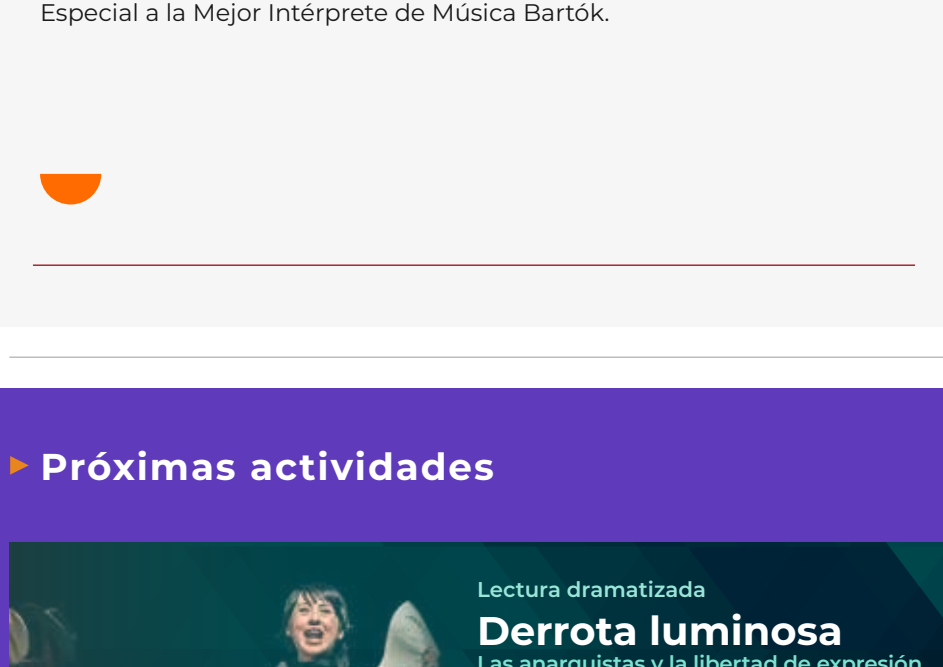 Especial a la Mejor Intérprete de Música Bartók.
Próximas actividades
Lectura dramatizada
Derrota luminosa
Las anarquistas y la libertad de expresión